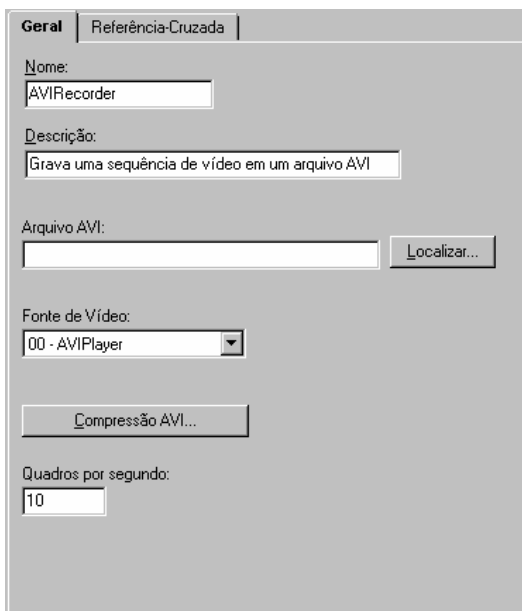 Geral Referência-Cruzada
Nome:
AVIRecorder
Descrição:
Grava uma sequência de vídeo em um arquivo AVI
Arquivo AVI:
Localizar...
Fonte de Vídeo:
00 - AVIPlayer
Compressão AVI...
Quadros por segundo:
10